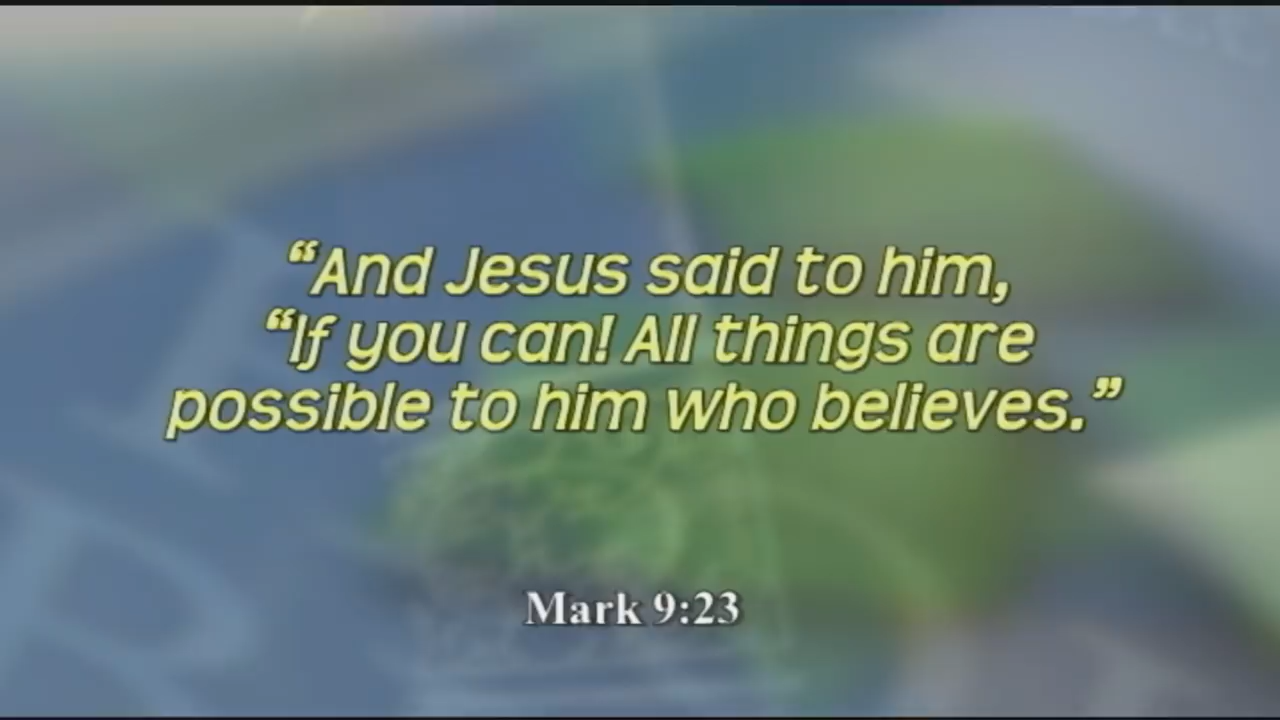 “And Jesus said to him,
“If you can! All things are
possible to him who believes.”
Mark 9:23